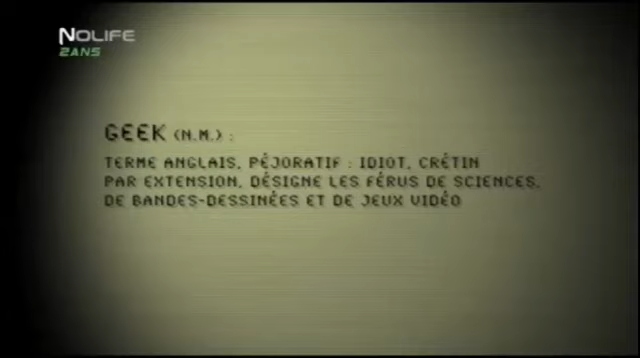 NOLIFE
2ANS
GEEK (N.M.) :
TERME ANGLAIS, PÉJORATIF : IDIOT, CRÉTIN
PAR EXTENSION, DÉSIGNE LES FÉRUS DE SCIENCES,
DE BANDES-DESSINÉES ET DE JEUX VIDÉO